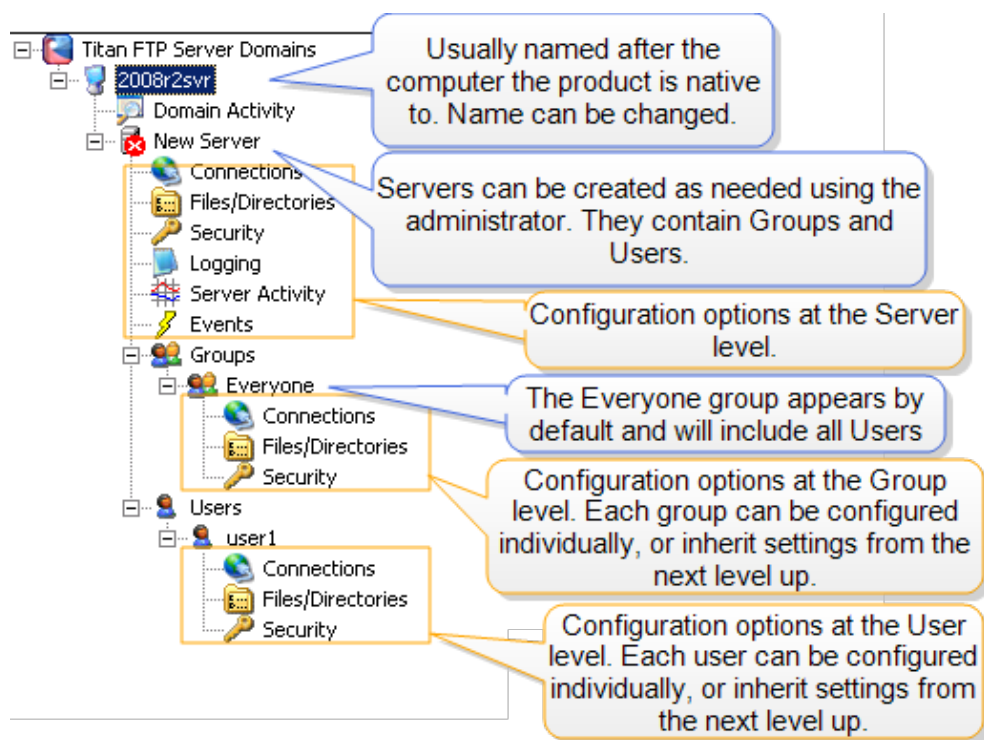 Titan FTP Server Domains
2008r2svr
Domain Activity
New Server
Connections
Files/Directories
Security
Logging
Server Activity
Events
Groups
Everyone
Connections
Files/Directories
Security
Users
user1
Connections
Files/Directories
Security
Usually named after the
computer the product is native
to. Name can be changed.
Servers can be created as needed using the
administrator. They contain Groups and
Users.
Configuration options at the Server
level.
The Everyone group appears by
default and will include all Users
Configuration options at the Group
level. Each group can be configured
individually, or inherit settings from the
next level up.
Configuration options at the User
level. Each user can be configured
individually, or inherit settings from
the next level up.